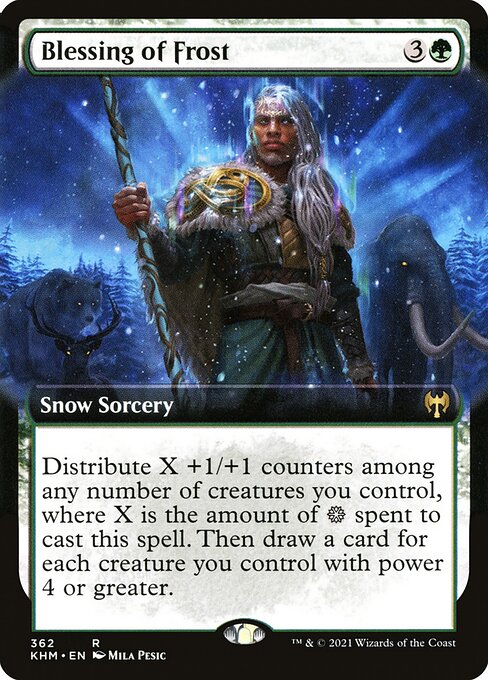 Blessing of Frost 3
Snow Sorcery
Distribute X +1/+1 counters among
any number of creatures you control,
where X is the amount of spent to
cast this spell. Then draw a card for
each creature you control with power
4 or greater.
362 R ™ & © 2021 Wizards of the Coast
KHM • EN Mila Pesic